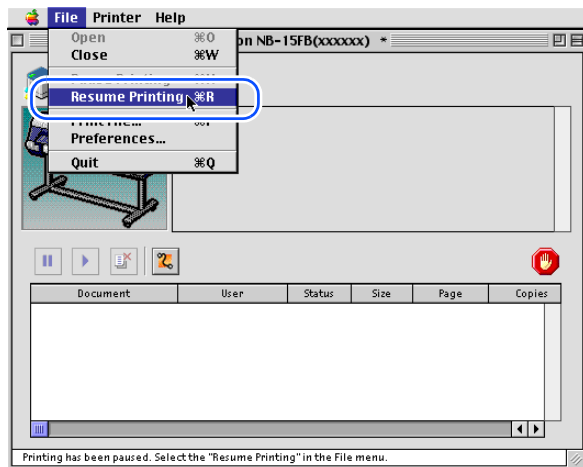 File Printer Help
on NB-15FB(xxxxxx) *
Open ⌘O
Close ⌘W
Resume Printing ⌘R
Preferences...
Quit ⌘Q
Document User Status Size Page Copies
Printing has been paused. Select the "Resume Printing" in the File menu.